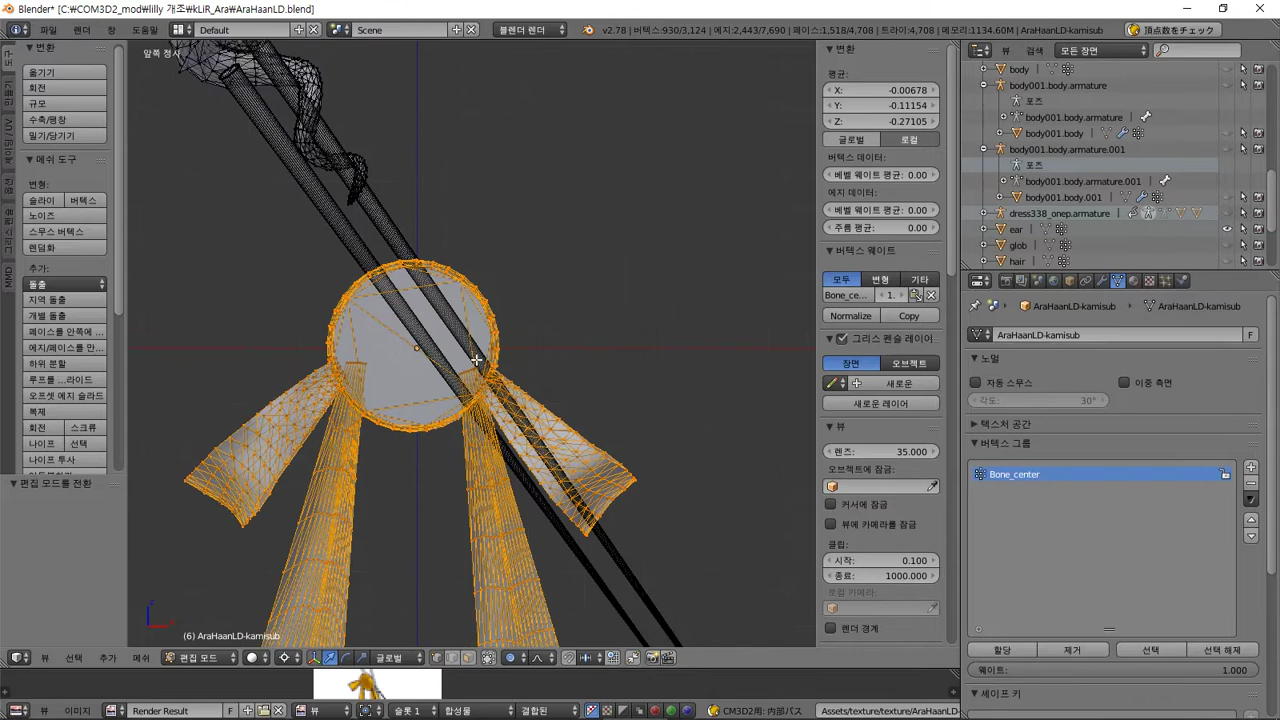 Blender* [C:₩COM3D2_mod₩lilly 개조₩kLiR_Ara₩AraHaanLD.blend]
파일 렌더 창 도움말 Default Scene 블렌더 렌더 v2.78 | 버텍스:930/3,124 | 에지:2,443/7,690 | 페이스:1,518/4,708 | 트라이:4,708 | 메모리:1134.60M | AraHaanLD-kamisub 頂点数をチェック
앞쪽 정사
변환
옮기기
회전
규모
수축/팽창
밀기/당기기
메쉬 도구
변형:
슬라이 버텍스
노이즈
스무스 버텍스
렌덤화
추가:
돌출
지역 돌출
개별 돌출
페이스를 안쪽에 ...
에지/페이스를 만...
하위 분할
루프를 ...라이드
오프셋 에지 슬라드
복제
회전 스크류
나이프 선택
나이프 투사
편집 모드를 전환
(6) AraHaanLD-kamisub
변환
평균:
X: -0.00678
Y: -0.11154
Z: -0.27105
글로벌 로컬
버텍스 데이터:
베벨 웨이트 평균: 0.00
에지 데이터:
베벨 웨이트 평균: 0.00
주름 평균: 0.00
버텍스 웨이트
모두 변형 기타
Bone_ce... 1.
Normalize Copy
그리스 펜슬 레이어
장면 오브젝트
새로운
새로운 레이어
뷰
렌즈: 35.000
오브젝트에 잠금:
커서에 잠금
뷰에 카메라를 잠금
클립:
시작: 0.100
종료: 1000.000
로컬 카메라:
렌더 경계
뷰 검색 모든 장면
body
body001.body.armature
포즈
body001.body.armature
body001.body
body001.body.armature.001
포즈
body001.body.armature.001
body001.body.001
dress338_onep.armature
ear
glob
hair
AraHaanLD-kamisub AraHaanLD-kamisub
AraHaanLD-kamisub F
노멀
자동 스무스 이중 측면
각도: 30°
텍스처 공간
버텍스 그룹
Bone_center
할당 제거 선택 선택 해제
웨이트: 1.000
셰이프 키
뷰 선택 추가 메쉬 편집 모드 글로벌
뷰 이미지 Render Result F 뷰 슬롯 1 합성물 결합된 CM3D2用: 内部パス Assets/texture/texture/AraHaanLD-